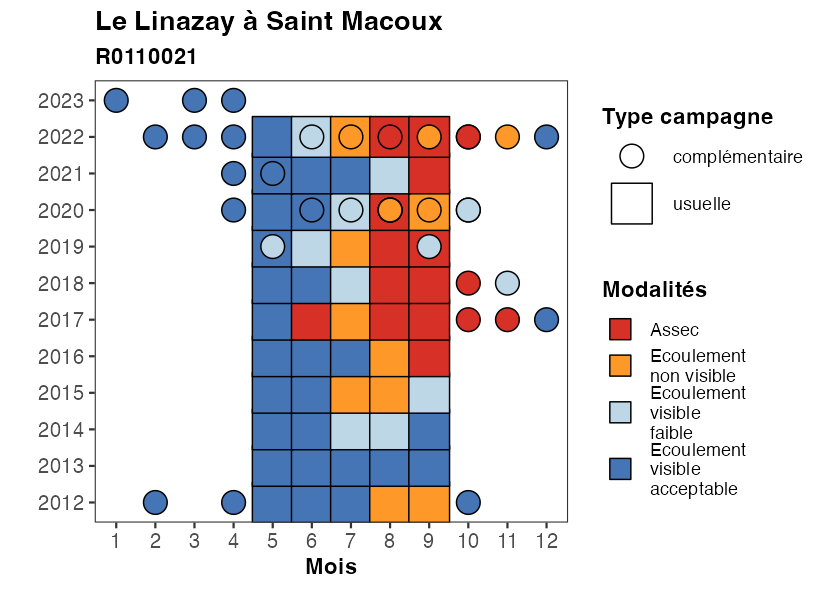 Le Linazay à Saint Macoux
R0110021
2023
2022
2021
2020
2019
2018
2017
2016
2015
2014
2013
2012
1 2 3 4 5 6 7 8 9 10 11 12
Mois
Type campagne
complémentaire
usuelle
Modalités
Assec
Ecoulement
non visible
Ecoulement
visible
faible
Ecoulement
visible
acceptable